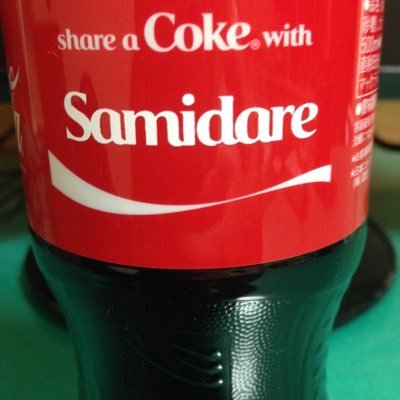 share a Coke® with
Samidare